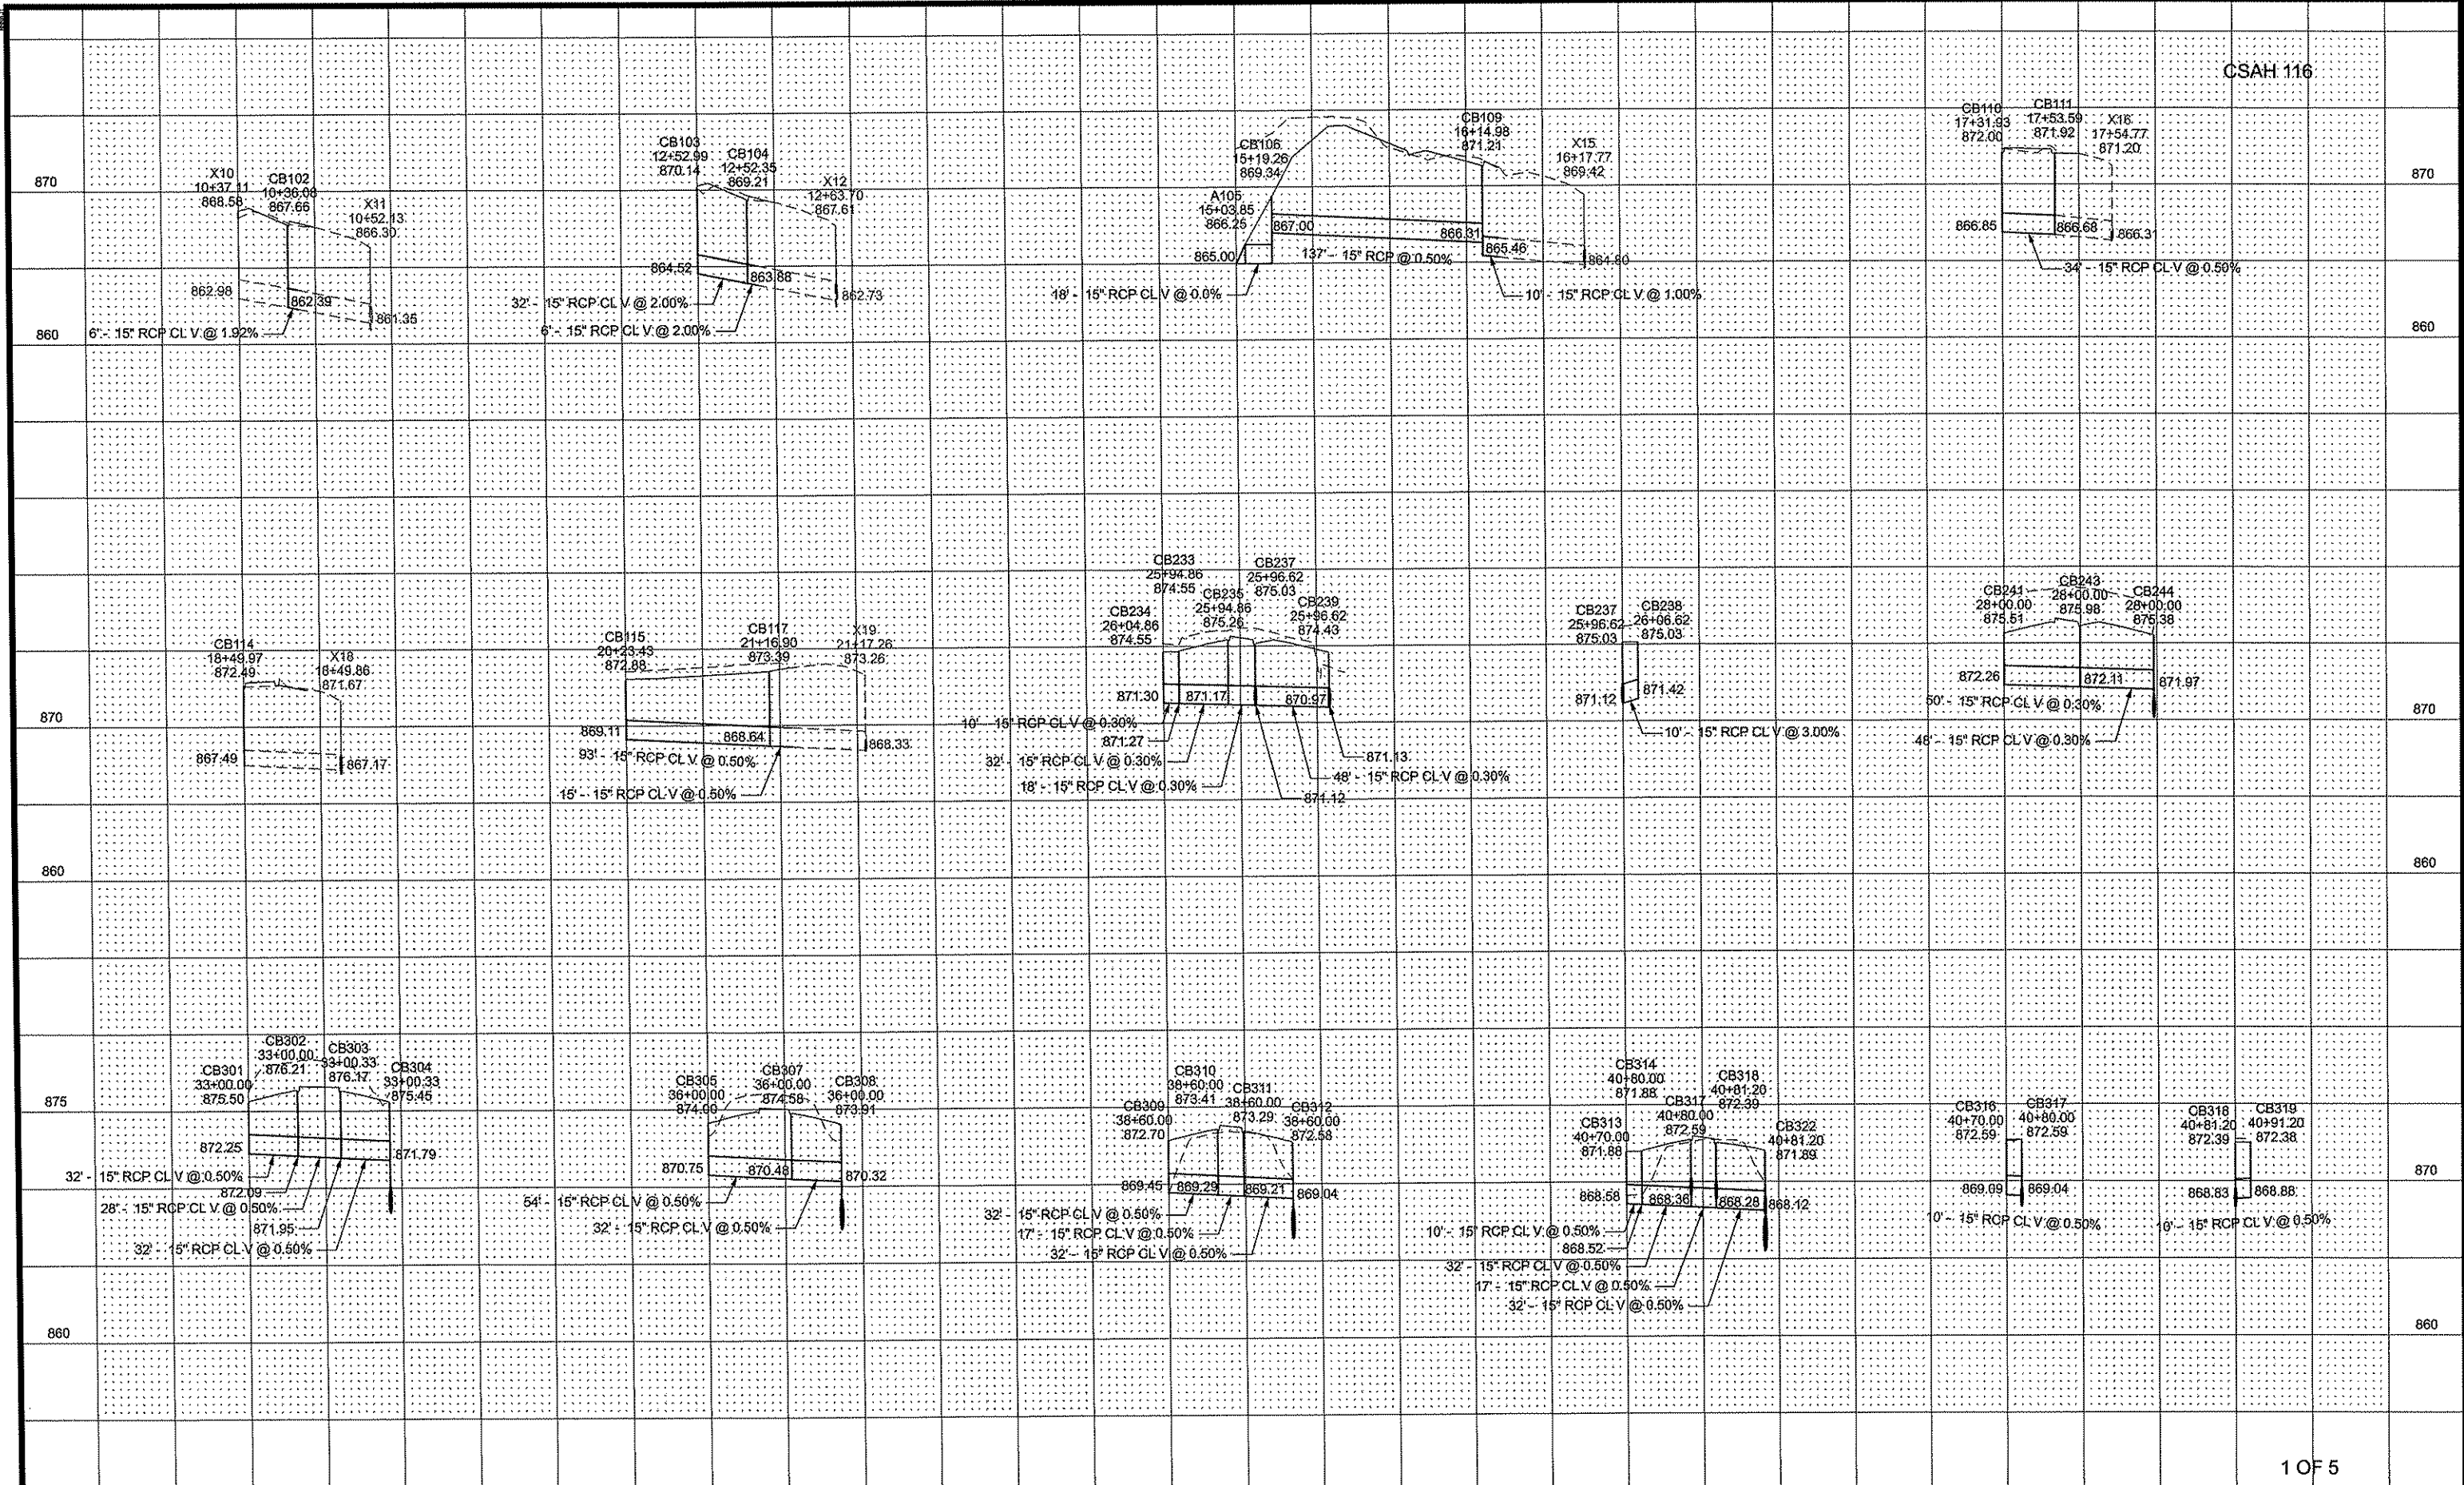 CSAH 116
870
870
860
860
X10
10+37.11
868.58
CB102
10+36.08
867.66
X11
10+52.13
866.30
862.98
862.39
861.35
6' - 15" RCP CL V @ 1.92%
CB103
12+52.99
870.14
CB104
12+52.35
869.21
X12
12+63.70
867.61
864.52
863.88
862.73
32' - 15" RCP CL V @ 2.00%
6' - 15" RCP CL V @ 2.00%
A105
15+03.85
866.25
CB106
15+19.26
869.34
CB109
16+14.98
871.21
X15
16+17.77
869.42
865.00
867.00
866.31
865.46
864.80
137' - 15" RCP @ 0.50%
18' - 15" RCP CL V @ 0.0%
10' - 15" RCP CL V @ 1.00%
CB110
17+31.93
872.00
CB111
17+53.59
871.92
X16
17+54.77
871.20
866.85
866.68
866.31
34' - 15" RCP CL V @ 0.50%
870
870
860
860
CB114
18+49.97
872.49
X18
18+49.86
871.67
867.49
867.17
CB115
20+23.43
872.88
CB117
21+16.90
873.39
X19
21+17.26
873.26
869.11
868.64
868.33
93' - 15" RCP CL V @ 0.50%
15' - 15" RCP CL V @ 0.50%
CB233
25+94.86
874.55
CB234
26+04.86
874.55
CB235
25+94.86
875.26
CB237
25+96.62
875.03
CB239
25+96.62
874.43
871.30
871.17
870.97
10' - 15" RCP CL V @ 0.30%
871.27
32' - 15" RCP CL V @ 0.30%
18' - 15" RCP CL V @ 0.30%
871.13
48' - 15" RCP CL V @ 0.30%
871.12
CB237
25+96.62
875.03
CB238
26+06.62
875.03
871.12
871.42
10' - 15" RCP CL V @ 3.00%
CB241
28+00.00
875.51
CB243
28+00.00
875.98
CB244
28+00.00
875.38
872.26
872.11
871.97
50' - 15" RCP CL V @ 0.30%
48' - 15" RCP CL V @ 0.30%
875
870
860
860
CB301
33+00.00
875.50
CB302
33+00.00
876.21
CB303
33+00.33
876.17
CB304
33+00.33
875.45
872.25
871.79
32' - 15" RCP CL V @ 0.50%
872.09
28' - 15" RCP CL V @ 0.50%
871.95
32' - 15" RCP CL V @ 0.50%
CB305
36+00.00
874.00
CB307
36+00.00
874.58
CB308
36+00.00
873.91
870.75
870.48
870.32
54' - 15" RCP CL V @ 0.50%
32' - 15" RCP CL V @ 0.50%
CB309
38+60.00
872.70
CB310
38+60.00
873.41
CB311
38+60.00
873.29
CB312
38+60.00
872.58
869.45
869.29
869.21
869.04
32' - 15" RCP CL V @ 0.50%
17' - 15" RCP CL V @ 0.50%
32' - 15" RCP CL V @ 0.50%
CB313
40+70.00
871.88
CB314
40+80.00
871.88
CB317
40+80.00
872.59
CB318
40+81.20
872.39
CB322
40+81.20
871.89
868.58
868.36
868.28
868.12
10' - 15" RCP CL V @ 0.50%
868.52
32' - 15" RCP CL V @ 0.50%
17' - 15" RCP CL V @ 0.50%
32' - 15" RCP CL V @ 0.50%
CB316
40+70.00
872.59
CB317
40+80.00
872.59
869.09
869.04
10' - 15" RCP CL V @ 0.50%
CB318
40+81.20
872.39
CB319
40+91.20
872.38
868.83
868.88
10' - 15" RCP CL V @ 0.50%
1 OF 5